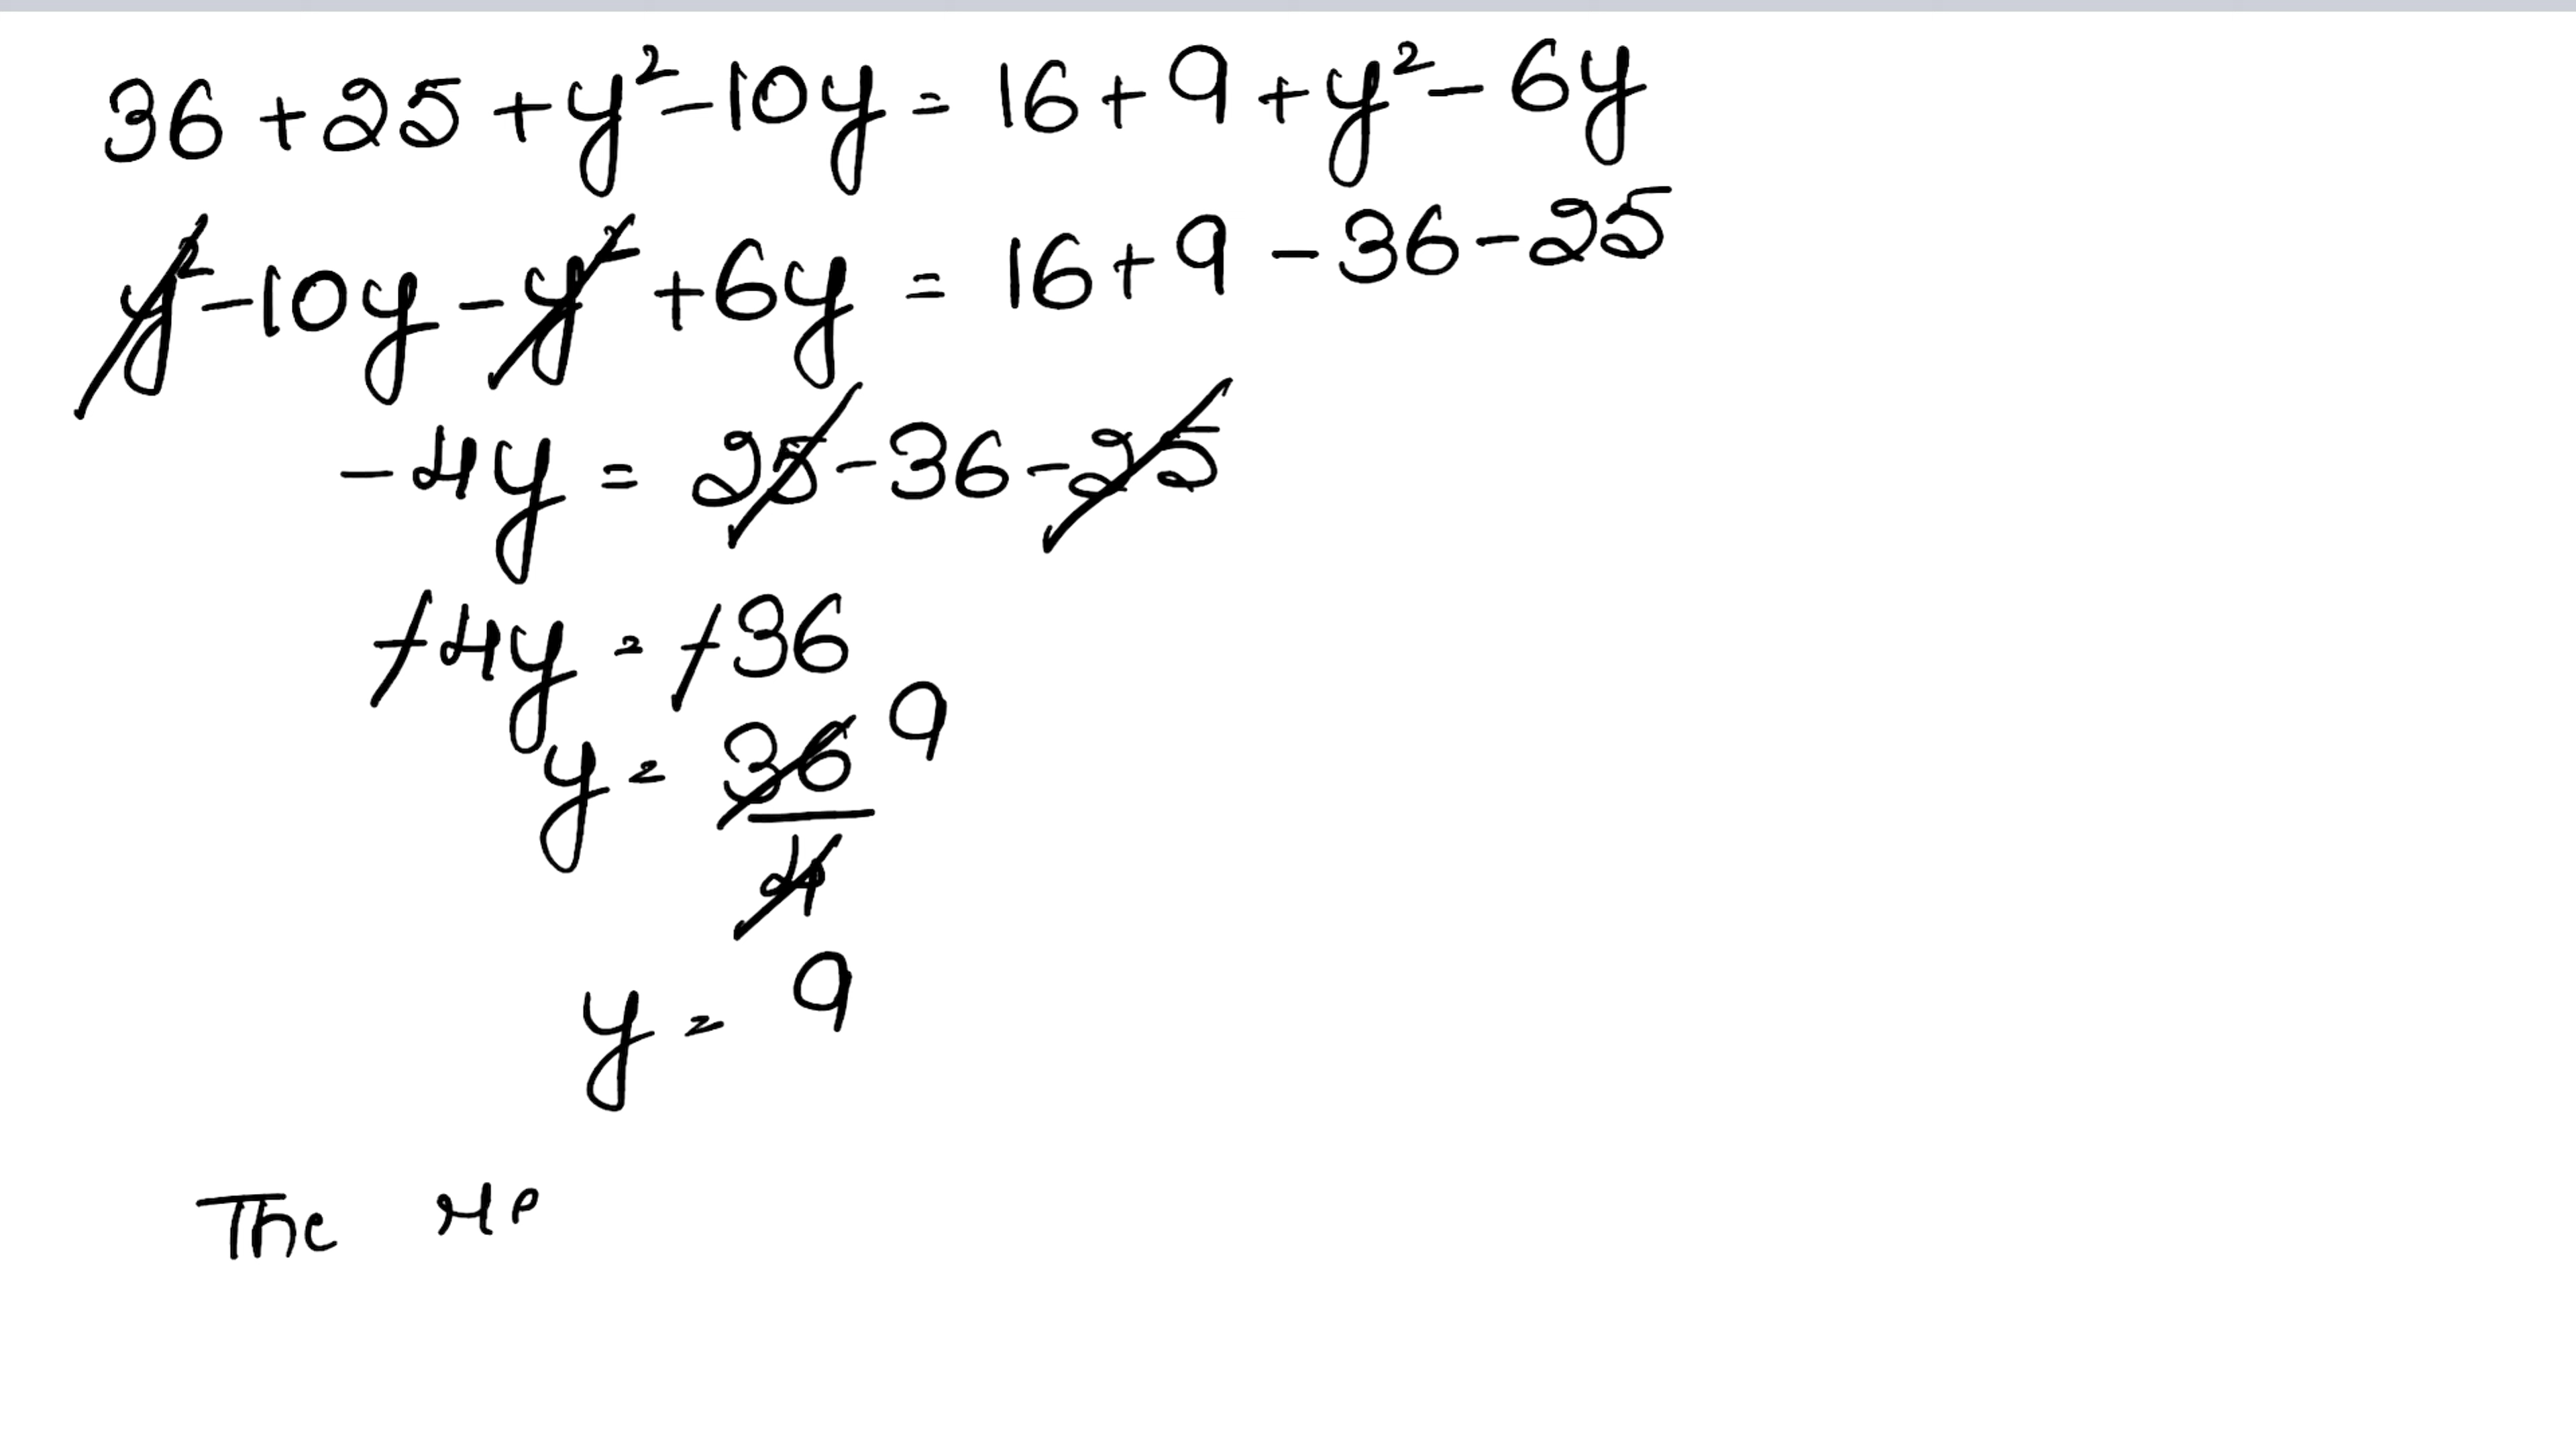 36 + 25 + y² - 10y = 16 + 9 + y² - 6y
y² - 10y - y² + 6y = 16 + 9 - 36 - 25
-4y = 25 - 36 - 25
-4y = -36
y = 36/4 9
y = 9
The